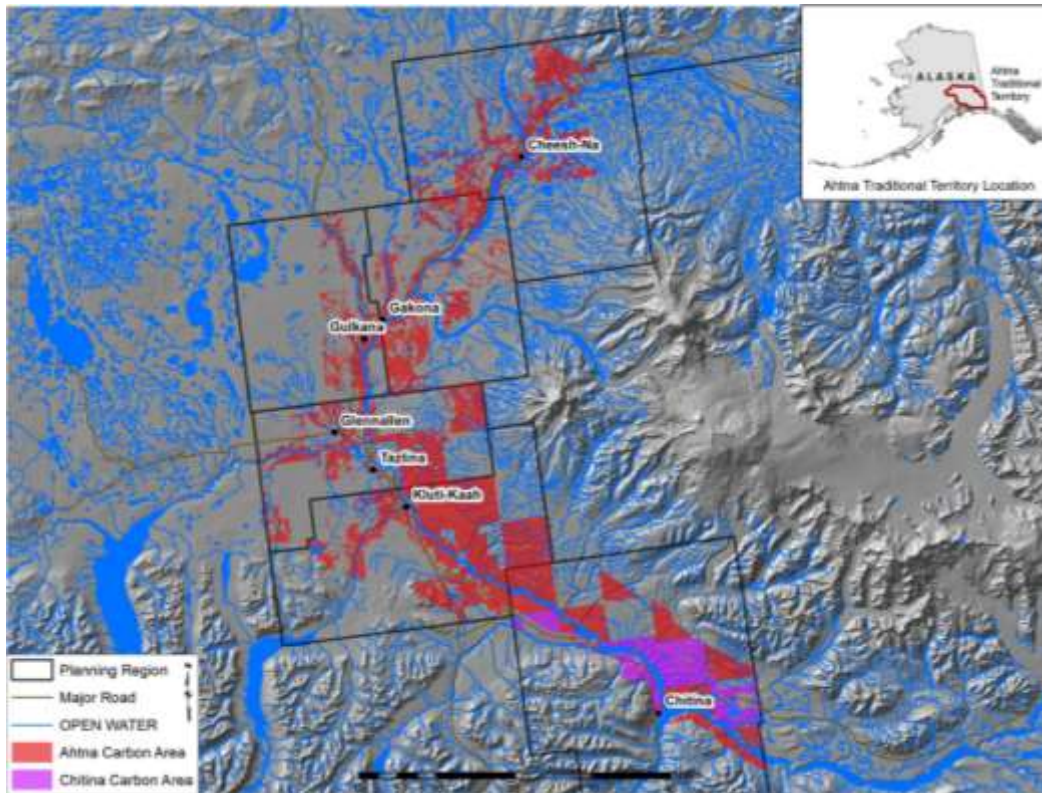 ALASKA
Ahtna
Traditional
Territory
Ahtna Traditional Territory Location
Cheesh-Na
Gakona
Gulkana
Glennallen
Tazlina
Kluti-Kaah
Chitina
Planning Region
Major Road
OPEN WATER
Ahtna Carbon Area
Chitina Carbon Area